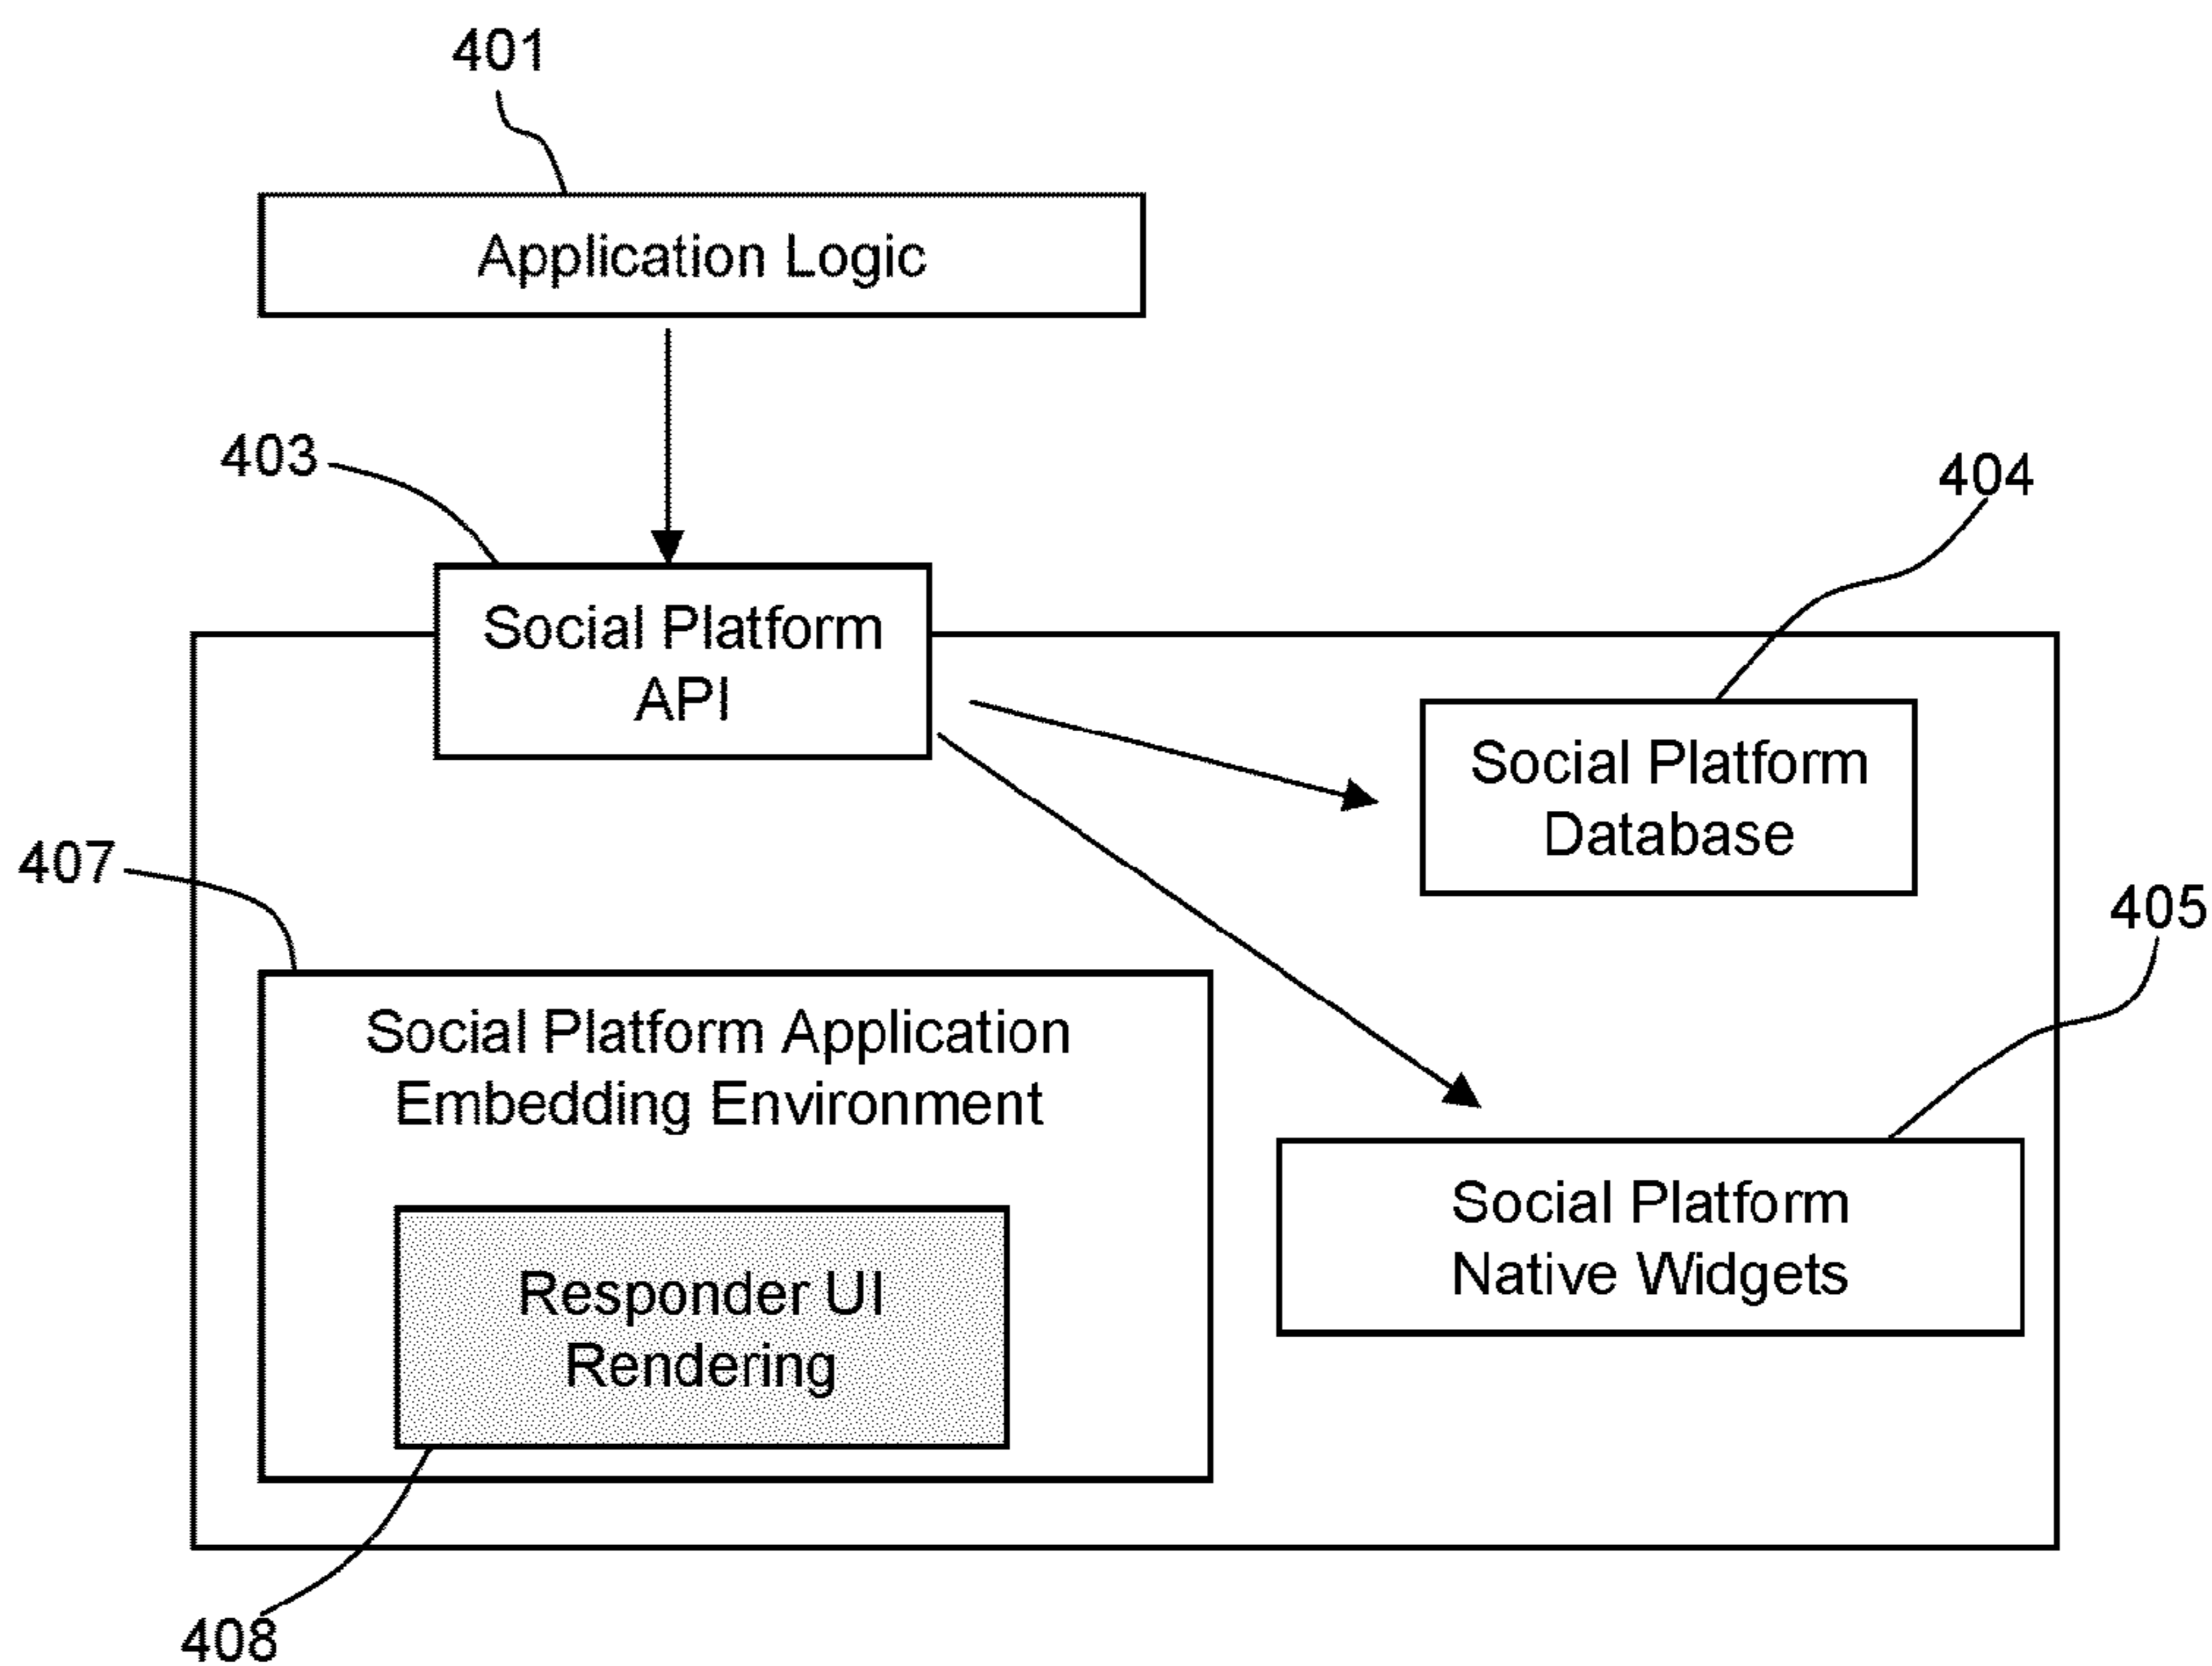 401
Application Logic
403
Social Platform
API
404
Social Platform
Database
407
405
Social Platform Application
Embedding Environment
Social Platform
Native Widgets
Responder UI
Rendering
408